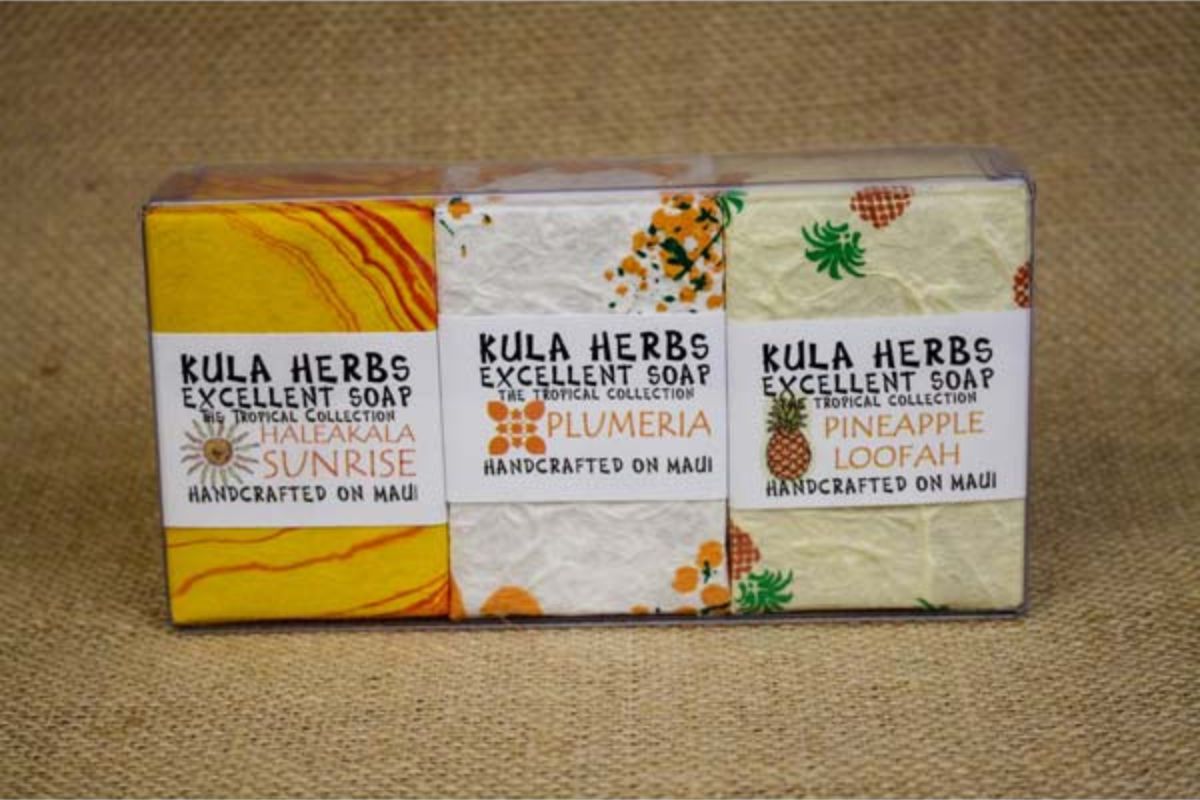 KULA HERBS
EXCELLENT SOAP
THE TROPICAL COLLECTION
HALEAKALA
SUNRISE
HANDCRAFTED ON MAUI
KULA HERBS
EXCELLENT SOAP
THE TROPICAL COLLECTION
PLUMERIA
HANDCRAFTED ON MAUI
KULA HERBS
EXCELLENT SOAP
TROPICAL COLLECTION
PINEAPPLE
LOOFAH
HANDCRAFTED ON MAUI